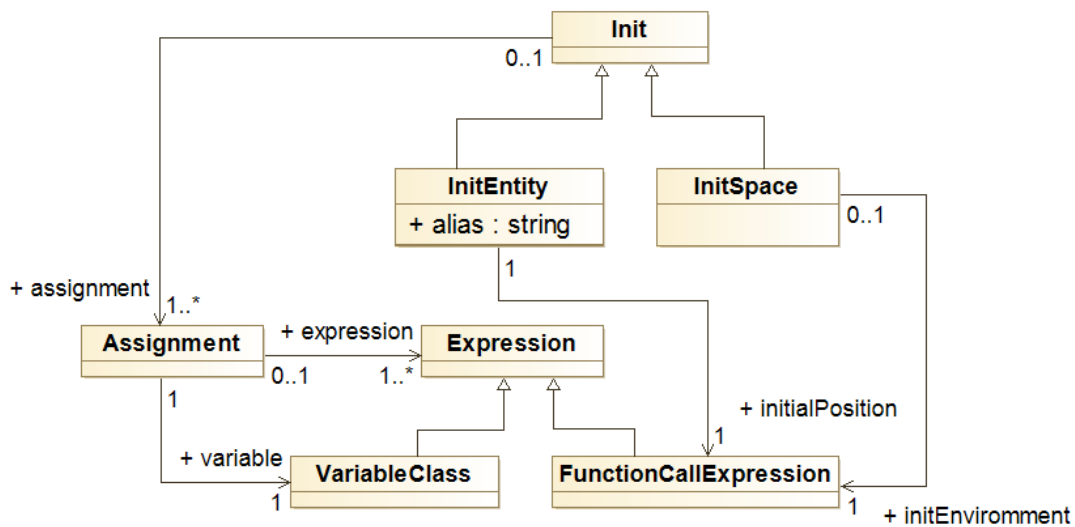 Init
0..1
InitEntity
+ alias : string
InitSpace
0..1
1
+ assignment
1..*
Assignment
+ expression
Expression
0..1
1..*
1
+ initialPosition
1
+ variable
VariableClass
1
FunctionCallExpression
1
+ initEnviromment